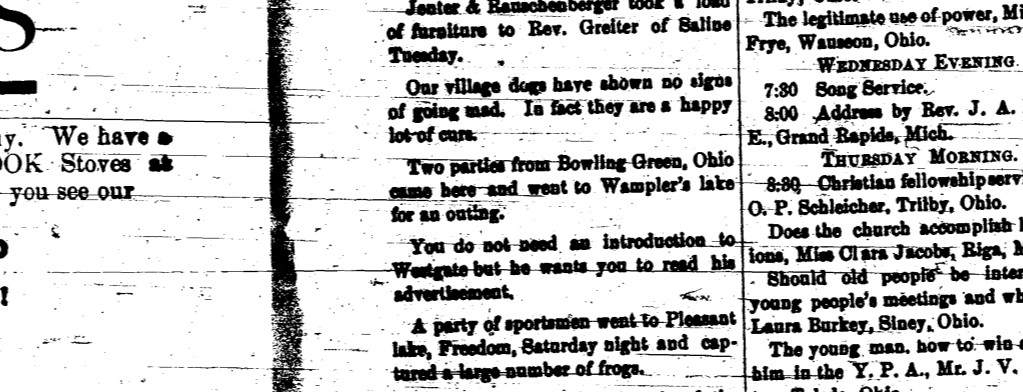 S
y. We have a
OOK Stoves at
you see our
!
Jenter & Rauschenberger took a load
of furniture to Rev. Greiter of Saline
Tuesday.
Our village dogs have shown no signs
of going mad. In fact they are a happy
lot of curs.
Two parties from Bowling Green, Ohio
came here and went to Wampler's lake
for an outing.
You do not need an introduction to
Westgate but he wants you to read his
advertisement.
A party of sportsmen went to Pleasant
lake, Freedom, Saturday night and cap-
tured a large number of frogs.
The legitimate use of power, Mi
Frye, Wauseon, Ohio.
WEDNESDAY EVENING.
7:30 Song Service.
8:00 Address by Rev. J. A.
E., Grand Rapids, Mich.
THURSDAY MORNING.
8:30 Christian fellowship serv
O. P. Schleicher, Trilby, Ohio.
Does the church accomplish
ions, Miss Clara Jacobs, Riga, M
Should old people be inter
young people's meetings and wh
Laura Burkey, Siney, Ohio.
The young man. how to win
him in the Y. P. A., Mr. J. V.